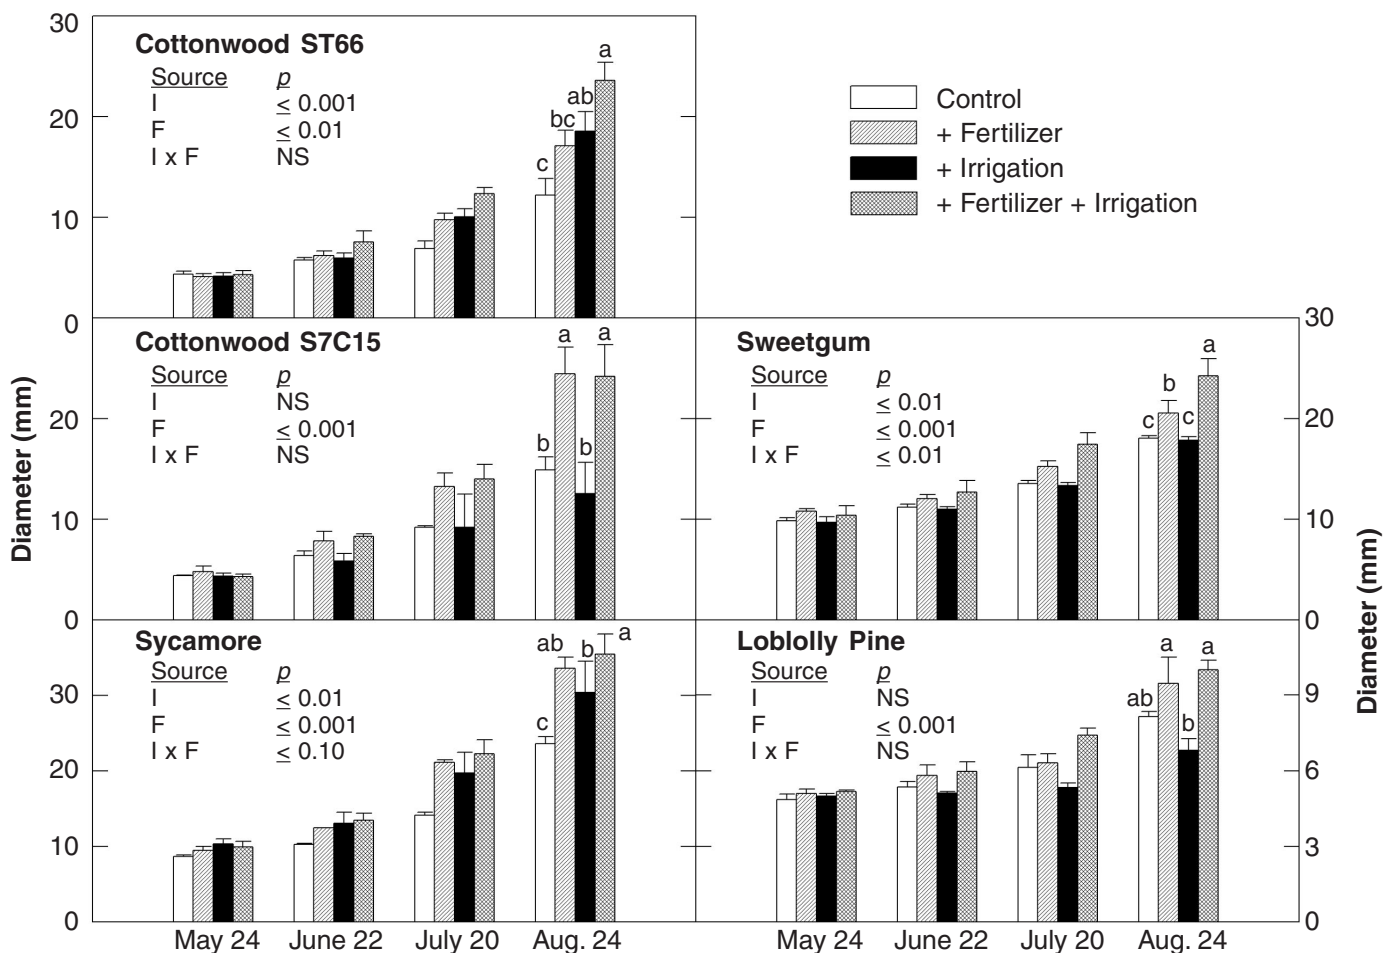 30
20
10
0
Cottonwood ST66
Source p
I ≤ 0.001
F ≤ 0.01
I x F NS
c bc ab a
Control
+ Fertilizer
+ Irrigation
+ Fertilizer + Irrigation
Diameter (mm)
20
10
0
Cottonwood S7C15
Source p
I NS
F ≤ 0.001
I x F NS
b a b a
Sweetgum
Source p
I ≤ 0.01
F ≤ 0.001
I x F ≤ 0.01
c b c a
30
20
10
0
Diameter (mm)
30
20
10
0
Sycamore
Source p
I ≤ 0.01
F ≤ 0.001
I x F ≤ 0.10
c ab b a
Loblolly Pine
Source p
I NS
F ≤ 0.001
I x F NS
ab a b a
9
6
3
0
May 24 June 22 July 20 Aug. 24
May 24 June 22 July 20 Aug. 24